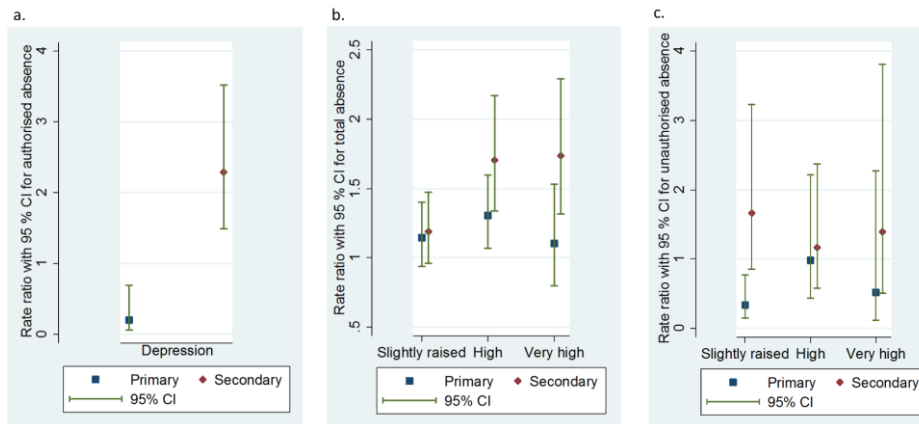 a.
Rate ratio with 95 % CI for authorised absence
4
3
2
1
0
Depression
Primary
Secondary
95% CI
b.
Rate ratio with 95 % CI for total absence
2.5
2
1.5
1
.5
Slightly raised
High
Very high
Primary
Secondary
95% CI
c.
Rate ratio with 95 % CI for unauthorised absence
4
3
2
1
0
Slightly raised
High
Very high
Primary
Secondary
95% CI